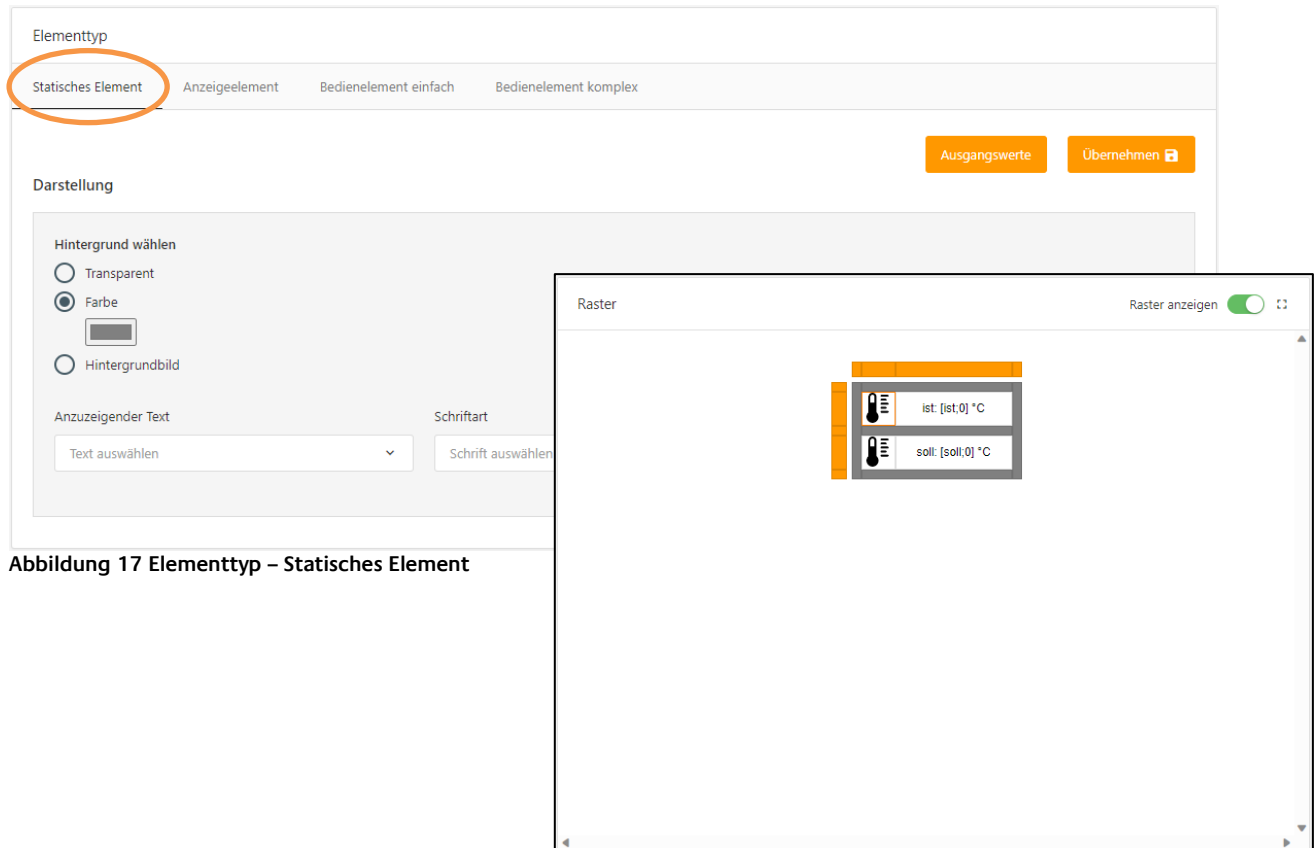 Elementtyp
Statisches Element Anzeigeelement Bedienelement einfach Bedienelement komplex
Ausgangswerte Übernehmen
Darstellung
Hintergrund wählen
Transparent
Farbe
Hintergrundbild
Anzuzeigender Text Schriftart
Text auswählen Schrift auswählen
Raster Raster anzeigen
ist: [ist;0] °C
soll: [soll;0] °C
Abbildung 17 Elementtyp – Statisches Element